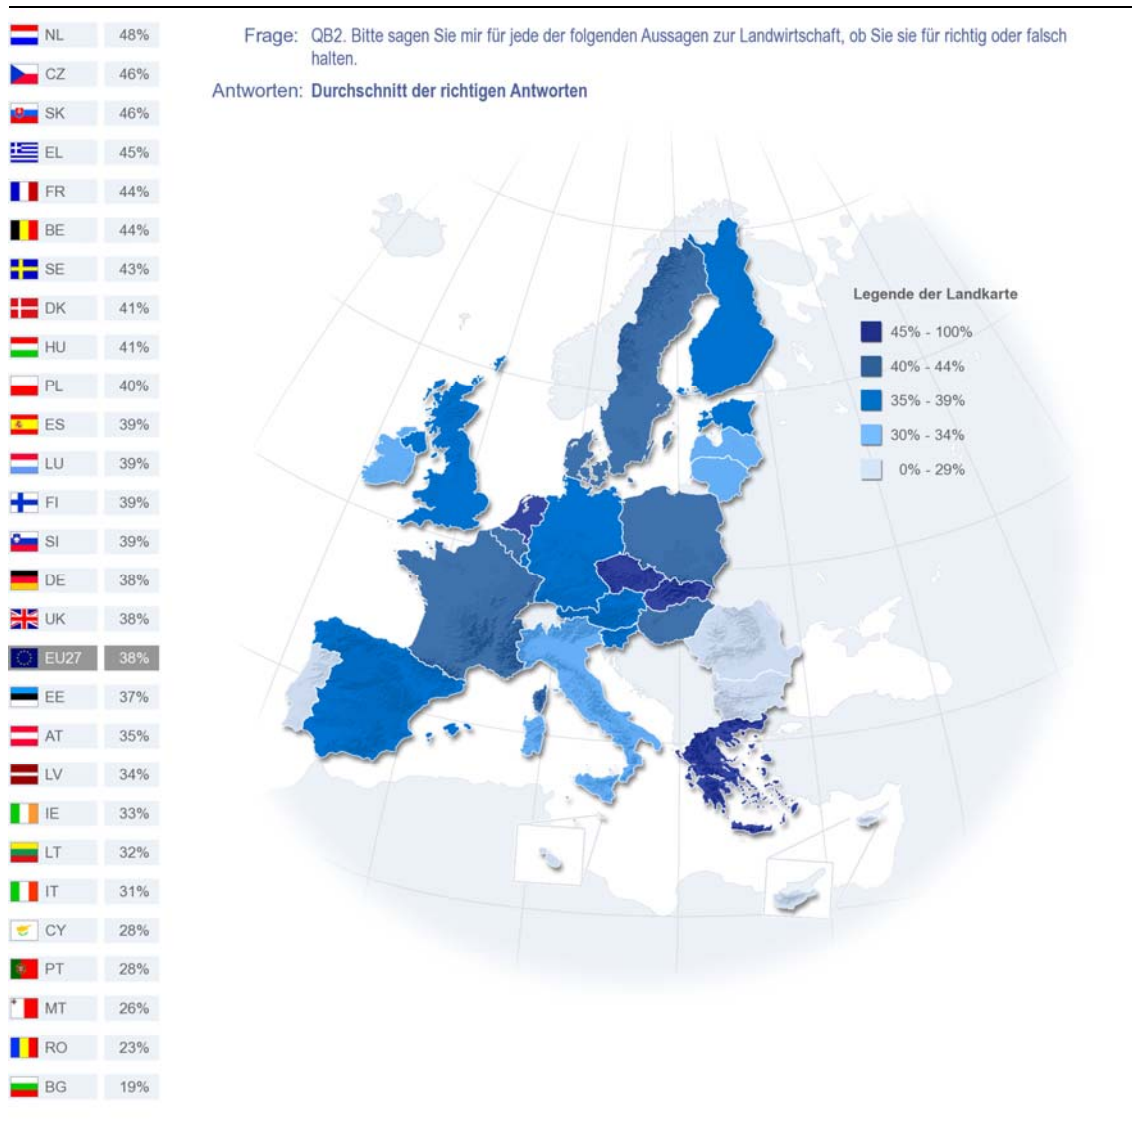 Frage: QB2. Bitte sagen Sie mir für jede der folgenden Aussagen zur Landwirtschaft, ob Sie sie für richtig oder falsch
halten.
Antworten: Durchschnitt der richtigen Antworten
NL 48%
CZ 46%
SK 46%
EL 45%
FR 44%
BE 44%
SE 43%
DK 41%
HU 41%
PL 40%
ES 39%
LU 39%
FI 39%
SI 39%
DE 38%
UK 38%
EU27 38%
EE 37%
AT 35%
LV 34%
IE 33%
LT 32%
IT 31%
CY 28%
PT 28%
MT 26%
RO 23%
BG 19%
Legende der Landkarte
45% - 100%
40% - 44%
35% - 39%
30% - 34%
0% - 29%